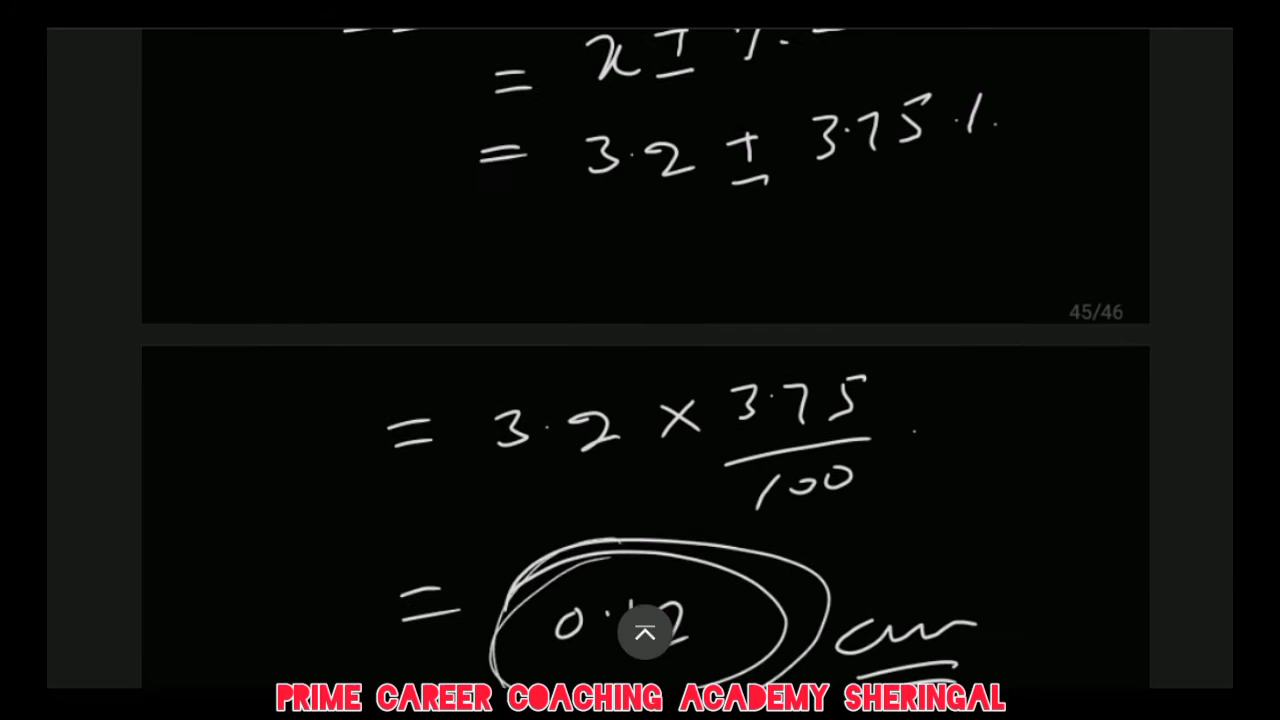 = x ± %
= 3.2 ± 3.75 %
45/46
= 3.2 × 3.75/100
= 0.12 cm
PRIME CAREER COACHING ACADEMY SHERINGAL